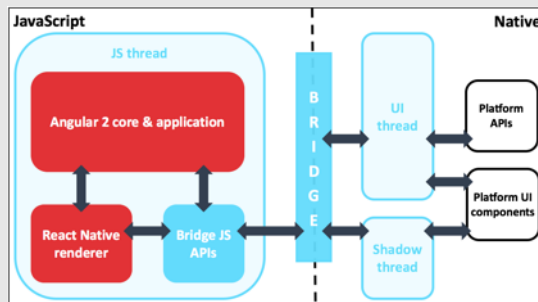 JavaScript
Native
JS thread
Angular 2 core & application
React Native
renderer
Bridge JS
APIs
BRIDGE
UI
thread
Shadow
thread
Platform
APIs
Platform UI
components